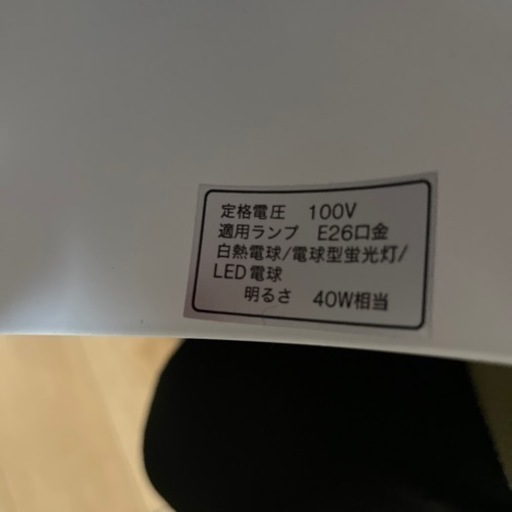 定格電圧 100V
適用ランプ E26口金
白熱電球/電球型蛍光灯/
LED電球
明るさ 40W相当